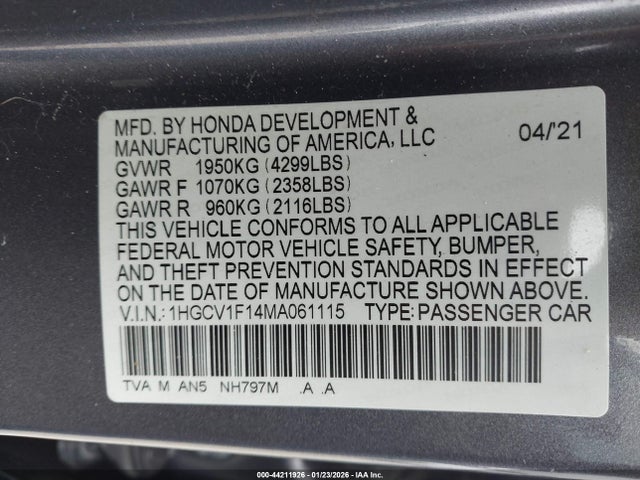 MFD. BY HONDA DEVELOPMENT & 04/'21
MANUFACTURING OF AMERICA, LLC
GVWR 1950KG (4299LBS)
GAWR F 1070KG (2358LBS)
GAWR R 960KG (2116LBS)
THIS VEHICLE CONFORMS TO ALL APPLICABLE
FEDERAL MOTOR VEHICLE SAFETY, BUMPER,
AND THEFT PREVENTION STANDARDS IN EFFECT
ON THE DATE OF MANUFACTURE SHOWN ABOVE.
V.I.N.: 1HGCV1F14MA061115 TYPE: PASSENGER CAR
TVA M AN5 NH797M .A .A
000-44211926 - 01/23/2026 - IAA Inc.